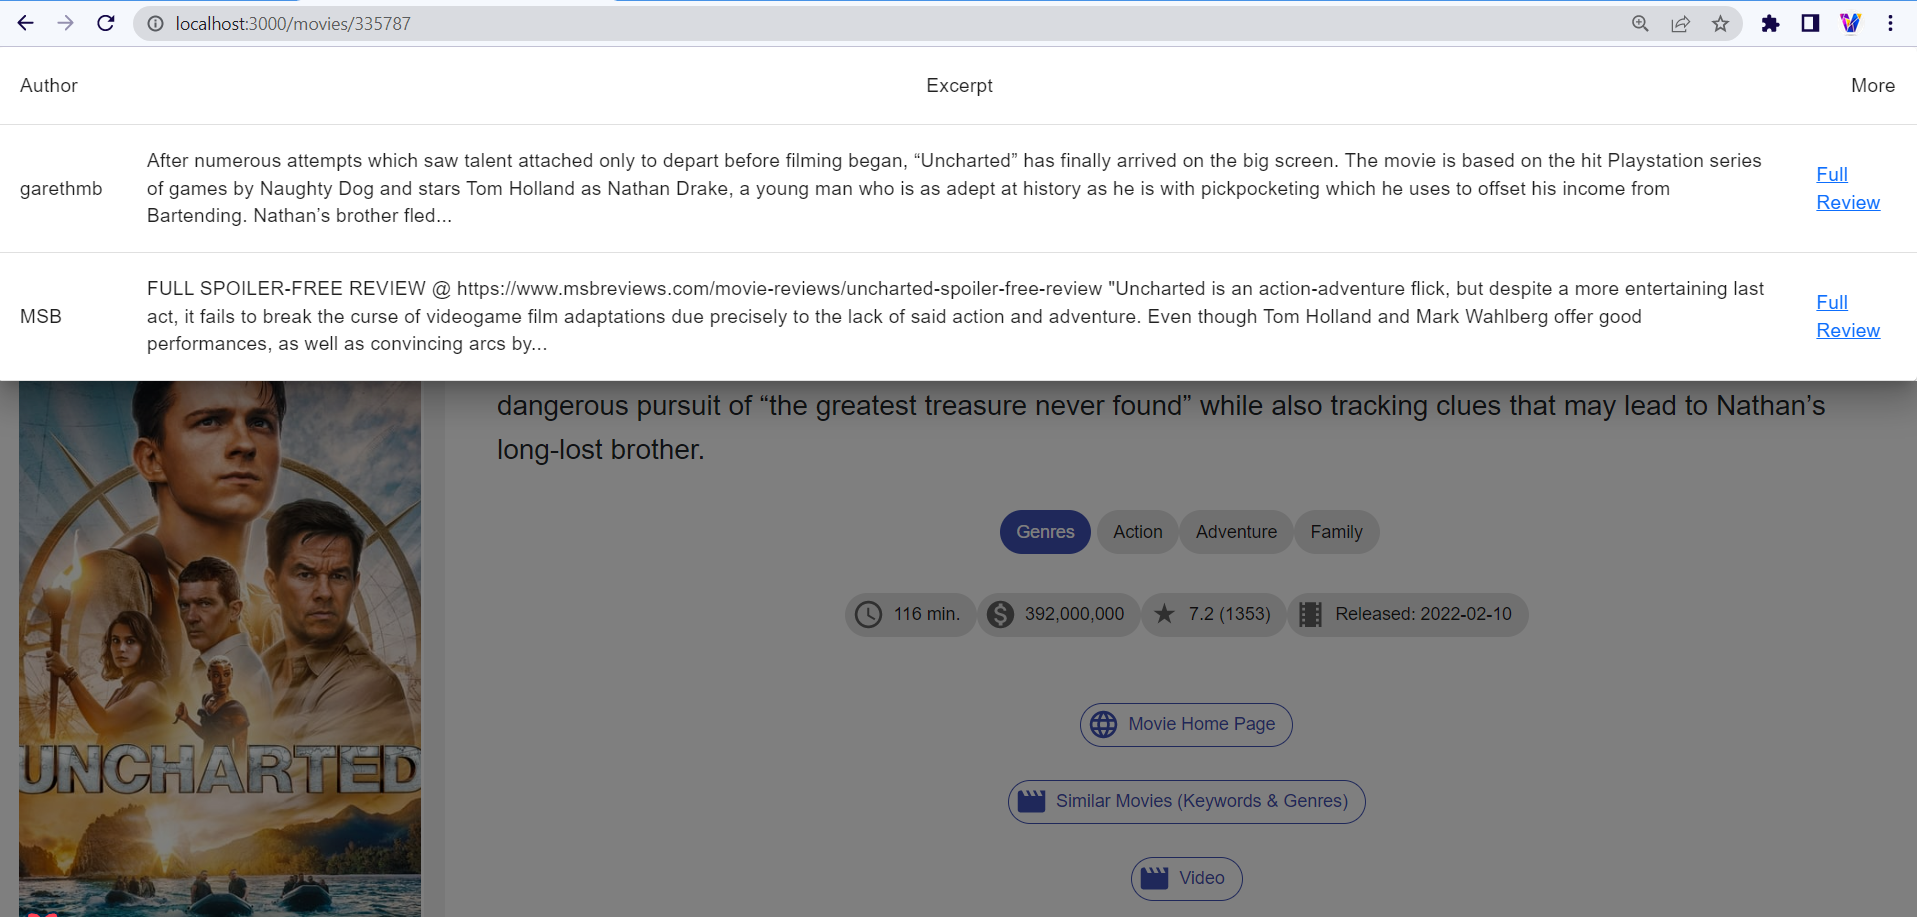 localhost:3000/movies/335787
Author Excerpt More
After numerous attempts which saw talent attached only to depart before filming began, “Uncharted” has finally arrived on the big screen. The movie is based on the hit Playstation series
garethmb of games by Naughty Dog and stars Tom Holland as Nathan Drake, a young man who is as adept at history as he is with pickpocketing which he uses to offset his income from
Bartending. Nathan’s brother fled...
Full
Review
FULL SPOILER-FREE REVIEW @ https://www.msbreviews.com/movie-reviews/uncharted-spoiler-free-review "Uncharted is an action-adventure flick, but despite a more entertaining last
MSB act, it fails to break the curse of videogame film adaptations due precisely to the lack of said action and adventure. Even though Tom Holland and Mark Wahlberg offer good
performances, as well as convincing arcs by...
Full
Review
dangerous pursuit of “the greatest treasure never found” while also tracking clues that may lead to Nathan’s
long-lost brother.
Genres Action Adventure Family
116 min. 392,000,000 7.2 (1353) Released: 2022-02-10
Movie Home Page
UNCHARTED
Similar Movies (Keywords & Genres)
Video